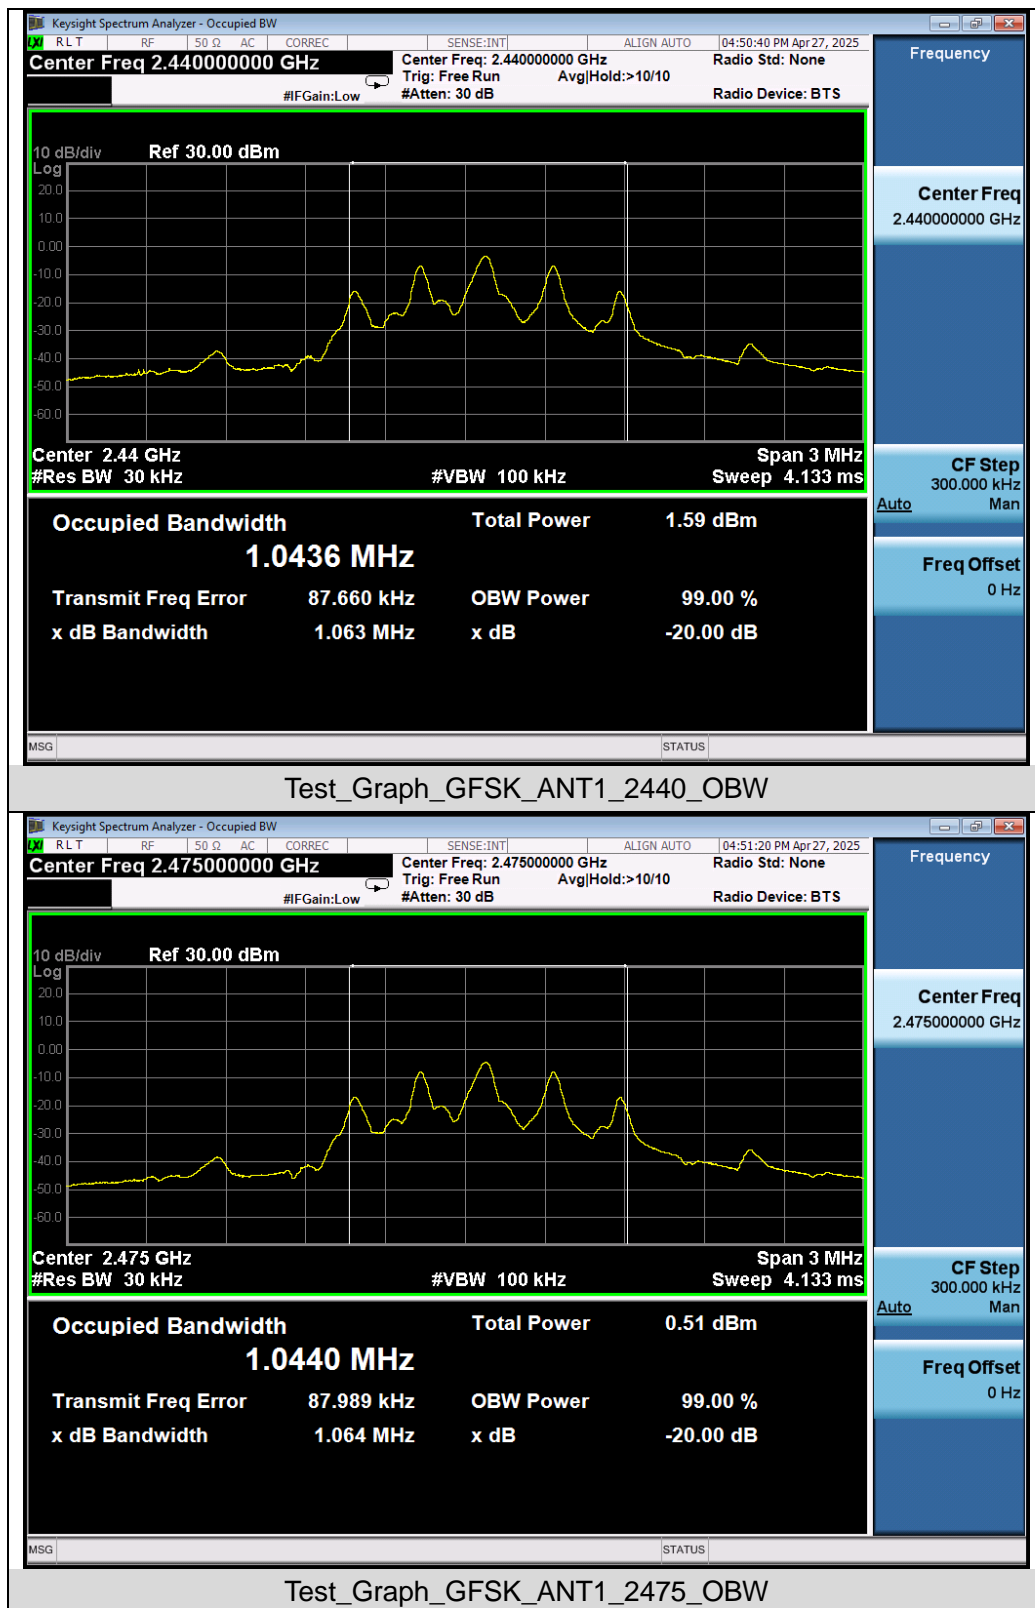 Keysight Spectrum Analyzer - Occupied BW
LXI RLT RF 50 Ω AC CORREC SENSE:INT ALIGN AUTO 04:50:40 PM Apr 27, 2025
Center Freq 2.440000000 GHz Center Freq: 2.440000000 GHz Radio Std: None
Trig: Free Run Avg|Hold:>10/10
#IFGain:Low #Atten: 30 dB Radio Device: BTS
Frequency
10 dB/div Ref 30.00 dBm
Log
20.0
10.0
0.00
-10.0
-20.0
-30.0
-40.0
-50.0
-60.0
Center 2.44 GHz Span 3 MHz
#Res BW 30 kHz #VBW 100 kHz Sweep 4.133 ms
Center Freq
2.440000000 GHz
CF Step
300.000 kHz
Auto Man
Freq Offset
0 Hz
Occupied Bandwidth Total Power 1.59 dBm
1.0436 MHz
Transmit Freq Error 87.660 kHz OBW Power 99.00 %
x dB Bandwidth 1.063 MHz x dB -20.00 dB
MSG STATUS
Test_Graph_GFSK_ANT1_2440_OBW
Keysight Spectrum Analyzer - Occupied BW
LXI RLT RF 50 Ω AC CORREC SENSE:INT ALIGN AUTO 04:51:20 PM Apr 27, 2025
Center Freq 2.475000000 GHz Center Freq: 2.475000000 GHz Radio Std: None
Trig: Free Run Avg|Hold:>10/10
#IFGain:Low #Atten: 30 dB Radio Device: BTS
Frequency
10 dB/div Ref 30.00 dBm
Log
20.0
10.0
0.00
-10.0
-20.0
-30.0
-40.0
-50.0
-60.0
Center 2.475 GHz Span 3 MHz
#Res BW 30 kHz #VBW 100 kHz Sweep 4.133 ms
Center Freq
2.475000000 GHz
CF Step
300.000 kHz
Auto Man
Freq Offset
0 Hz
Occupied Bandwidth Total Power 0.51 dBm
1.0440 MHz
Transmit Freq Error 87.989 kHz OBW Power 99.00 %
x dB Bandwidth 1.064 MHz x dB -20.00 dB
MSG STATUS
Test_Graph_GFSK_ANT1_2475_OBW